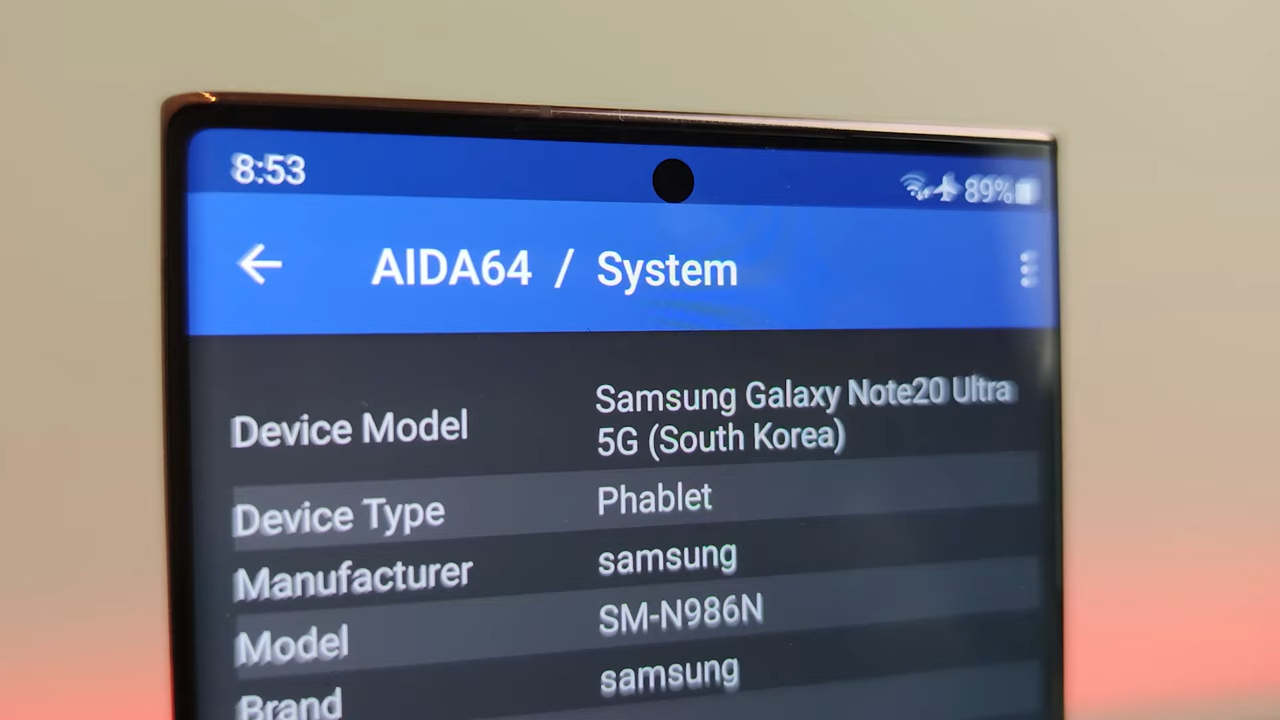 8:53 89%
AIDA64 / System
Device Model Samsung Galaxy Note20 Ultra
5G (South Korea)
Device Type Phablet
Manufacturer samsung
Model SM-N986N
Brand samsung